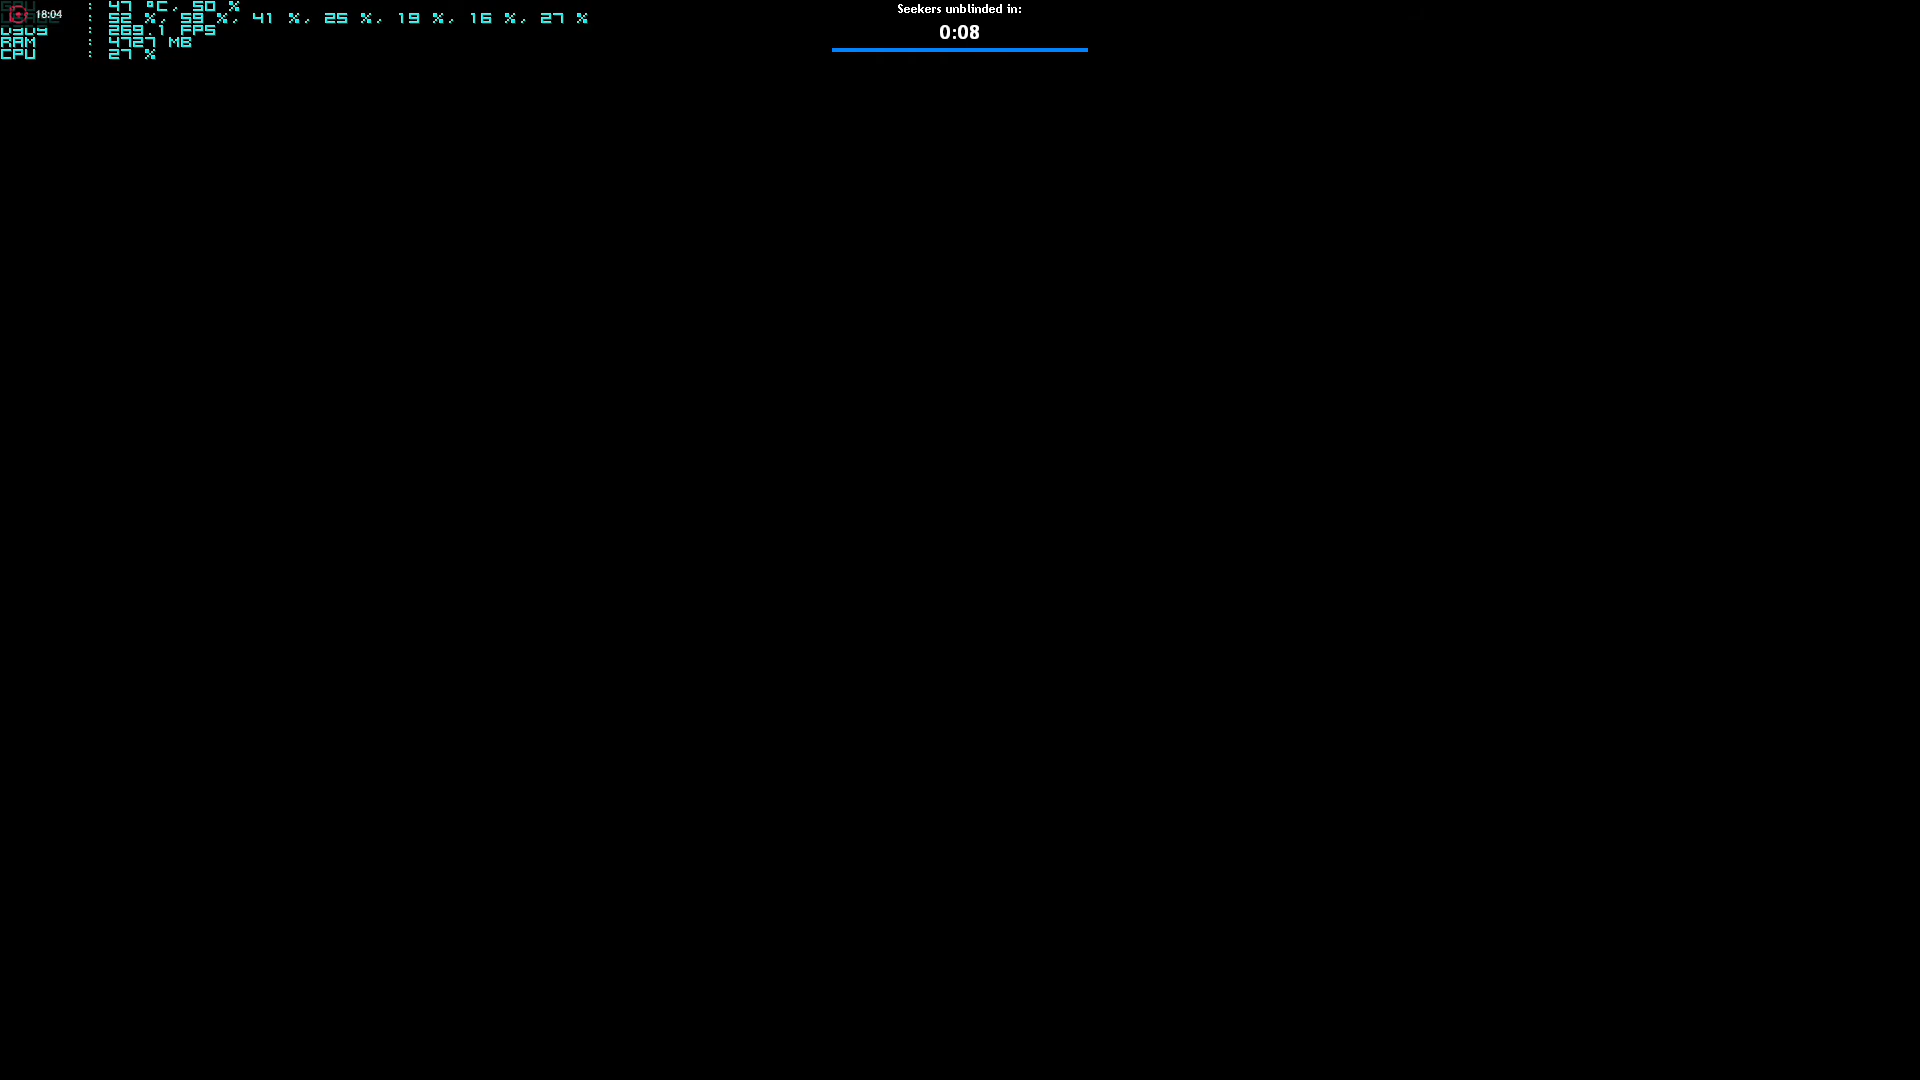 : 47 °C, 50 %
18:04
: 52 %, 59 %, 41 %, 25 %, 19 %, 16 %, 27 %
: 269.1 FPS
RAM : 4727 MB
CPU : 27 %
Seekers unblinded in:
0:08